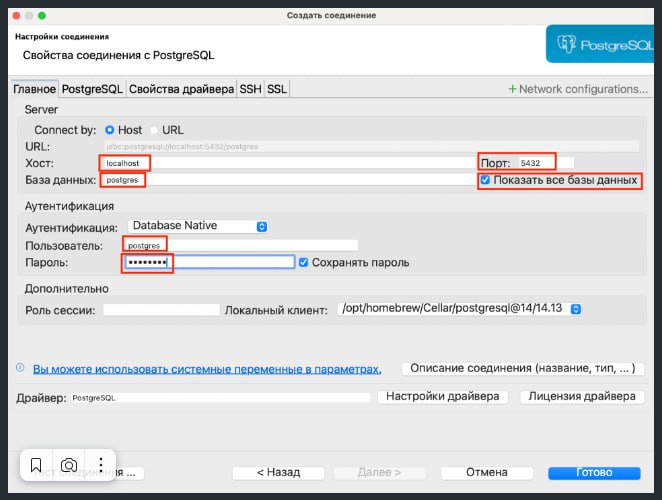 Создать соединение
Настройки соединения
Свойства соединения с PostgreSQL
PostgreSQL
Главное PostgreSQL Свойства драйвера SSH SSL + Network configurations...
Server
Connect by: Host URL
URL: jdbc:postgresql://localhost:5432/postgres
Хост: localhost Порт: 5432
База данных: postgres Показать все базы данных
Аутентификация
Аутентификация: Database Native
Пользователь: postgres
Пароль: •••••••• Сохранять пароль
Дополнительно
Роль сессии: Локальный клиент: /opt/homebrew/Cellar/postgresql@14/14.13
Вы можете использовать системные переменные в параметрах. Описание соединения (название, тип, ... )
Драйвер: PostgreSQL Настройки драйвера Лицензия драйвера
... < Назад Далее > Отмена Готово